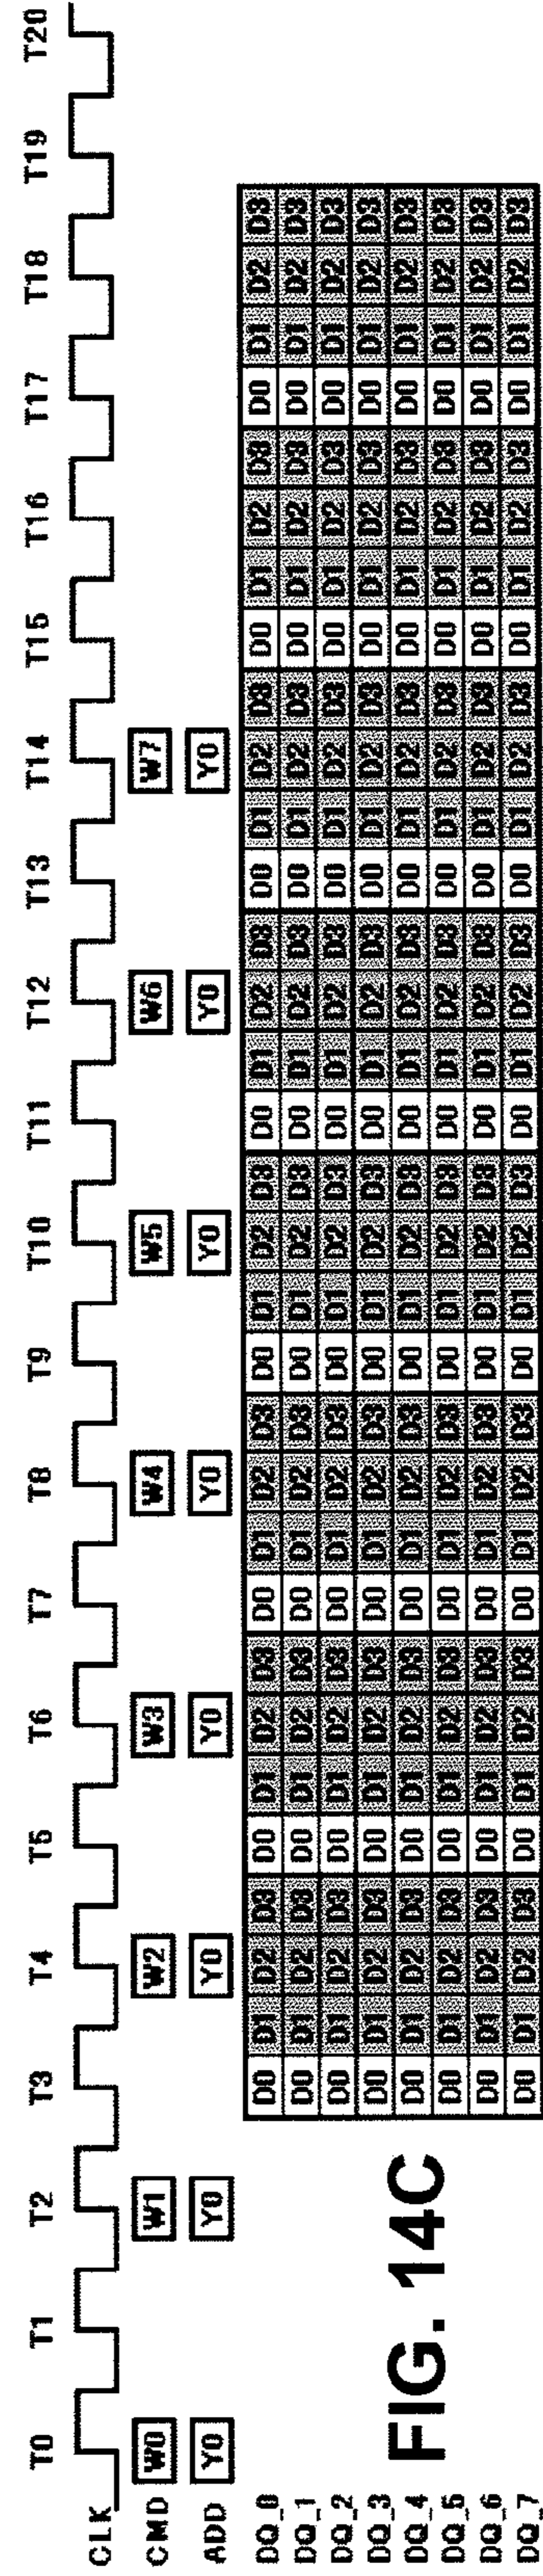 T0 T1 T2 T3 T4 T5 T6 T7 T8 T9 T10 T11 T12 T13 T14 T15 T16 T17 T18 T19 T20
CLK
CMD W0 W1 W2 W3 W4 W5 W6 W7
ADD Y0 Y0 Y0 Y0 Y0 Y0 Y0 Y0
DQ_0 D0 D1 D2 D3 D0 D1 D2 D3 D0 D1 D2 D3 D0 D1 D2 D3 D0 D1 D2 D3 D0 D1 D2 D3 D0 D1 D2 D3 D0 D1 D2 D3
DQ_1 D0 D1 D2 D3 D0 D1 D2 D3 D0 D1 D2 D3 D0 D1 D2 D3 D0 D1 D2 D3 D0 D1 D2 D3 D0 D1 D2 D3 D0 D1 D2 D3
DQ_2 D0 D1 D2 D3 D0 D1 D2 D3 D0 D1 D2 D3 D0 D1 D2 D3 D0 D1 D2 D3 D0 D1 D2 D3 D0 D1 D2 D3 D0 D1 D2 D3
DQ_3 D0 D1 D2 D3 D0 D1 D2 D3 D0 D1 D2 D3 D0 D1 D2 D3 D0 D1 D2 D3 D0 D1 D2 D3 D0 D1 D2 D3 D0 D1 D2 D3
DQ_4 D0 D1 D2 D3 D0 D1 D2 D3 D0 D1 D2 D3 D0 D1 D2 D3 D0 D1 D2 D3 D0 D1 D2 D3 D0 D1 D2 D3 D0 D1 D2 D3
DQ_5 D0 D1 D2 D3 D0 D1 D2 D3 D0 D1 D2 D3 D0 D1 D2 D3 D0 D1 D2 D3 D0 D1 D2 D3 D0 D1 D2 D3 D0 D1 D2 D3
DQ_6 D0 D1 D2 D3 D0 D1 D2 D3 D0 D1 D2 D3 D0 D1 D2 D3 D0 D1 D2 D3 D0 D1 D2 D3 D0 D1 D2 D3 D0 D1 D2 D3
DQ_7 D0 D1 D2 D3 D0 D1 D2 D3 D0 D1 D2 D3 D0 D1 D2 D3 D0 D1 D2 D3 D0 D1 D2 D3 D0 D1 D2 D3 D0 D1 D2 D3
FIG. 14C